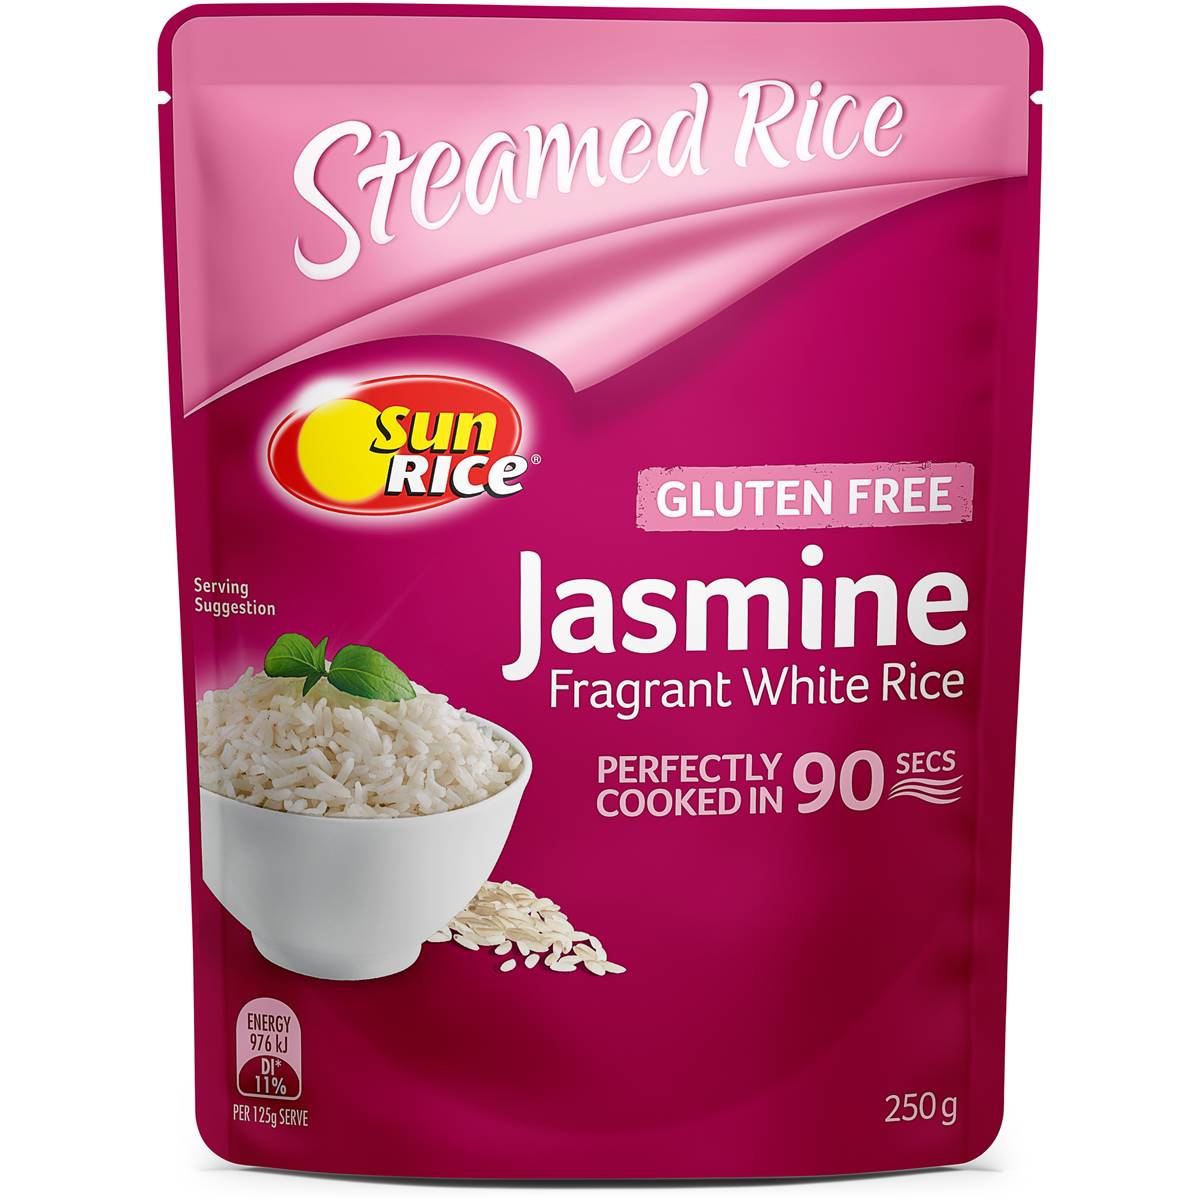 Steamed Rice
Sun
RICE®
GLUTEN FREE
Jasmine
Fragrant White Rice
Serving
Suggestion
PERFECTLY
COOKED IN 90 SECS
ENERGY
976 kJ
DI*
11%
PER 125g SERVE
250g